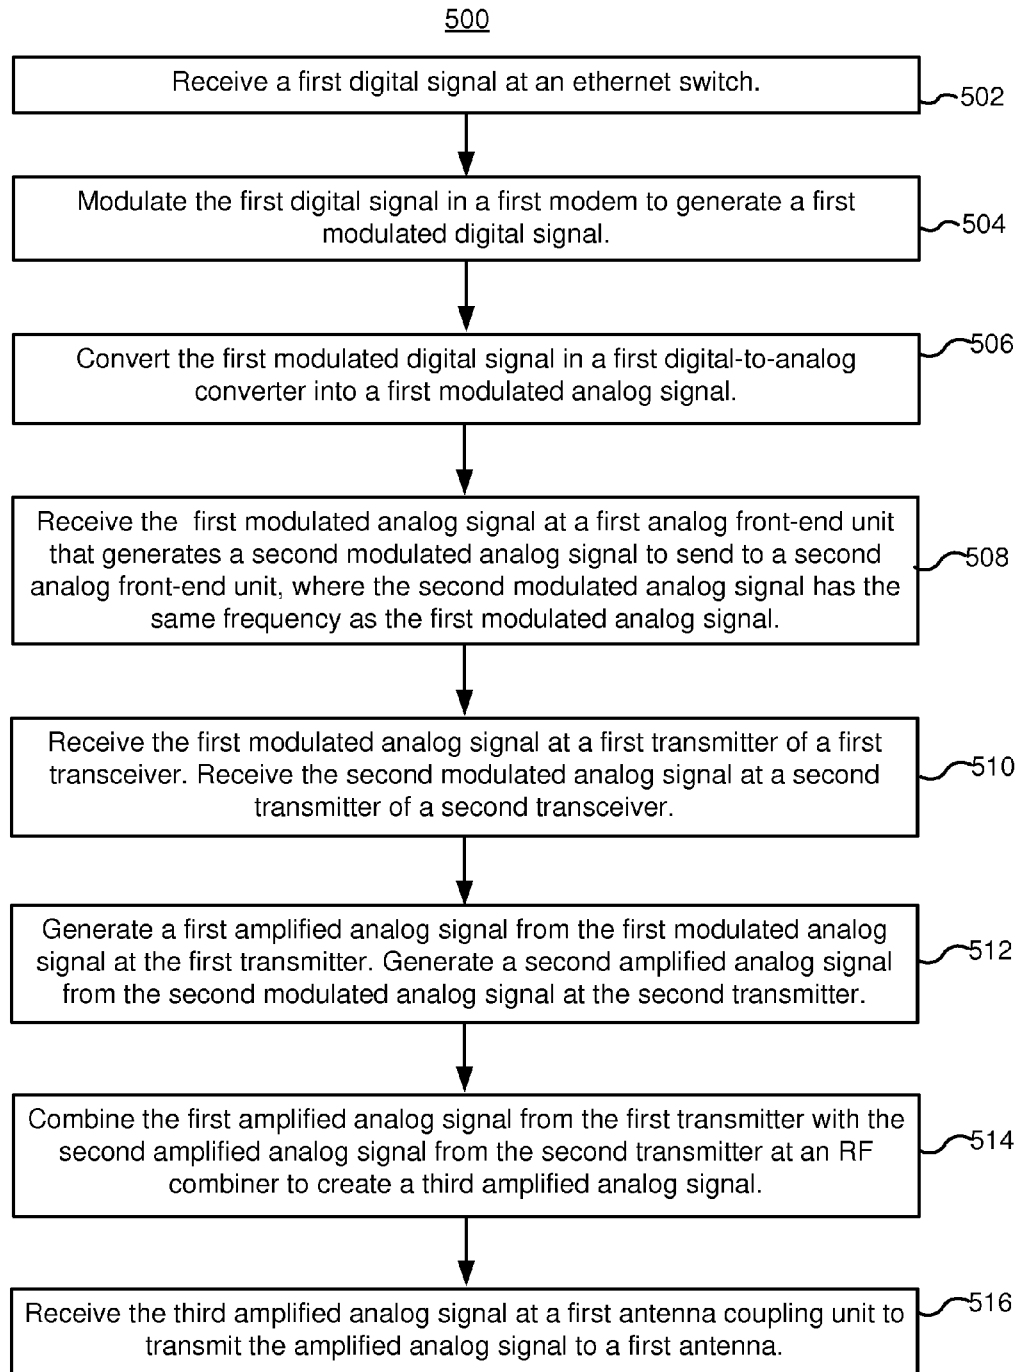 500
Receive a first digital signal at an ethernet switch.
502
Modulate the first digital signal in a first modem to generate a first
modulated digital signal.
504
Convert the first modulated digital signal in a first digital-to-analog
converter into a first modulated analog signal.
506
Receive the  first modulated analog signal at a first analog front-end unit
that generates a second modulated analog signal to send to a second
analog front-end unit, where the second modulated analog signal has the
same frequency as the first modulated analog signal.
508
Receive the first modulated analog signal at a first transmitter of a first
transceiver. Receive the second modulated analog signal at a second
transmitter of a second transceiver.
510
Generate a first amplified analog signal from the first modulated analog
signal at the first transmitter. Generate a second amplified analog signal
from the second modulated analog signal at the second transmitter.
512
Combine the first amplified analog signal from the first transmitter with the
second amplified analog signal from the second transmitter at an RF
combiner to create a third amplified analog signal.
514
Receive the third amplified analog signal at a first antenna coupling unit to
transmit the amplified analog signal to a first antenna.
516